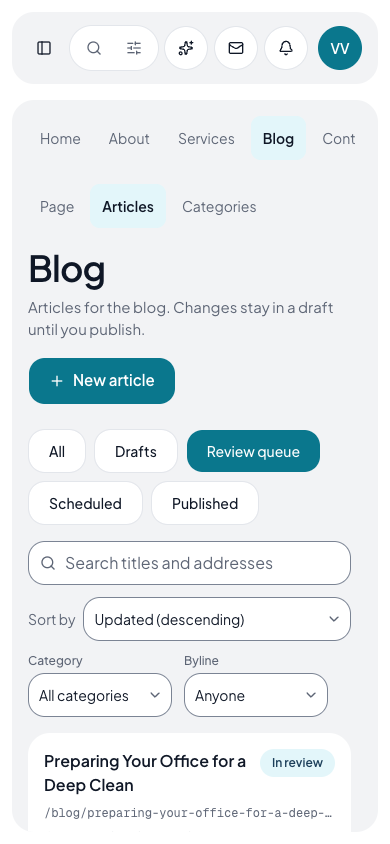 VV
Home About Services Blog Cont
Page Articles Categories
Blog
Articles for the blog. Changes stay in a draft
until you publish.
+ New article
All Drafts Review queue
Scheduled Published
Search titles and addresses
Sort by Updated (descending)
Category Byline
All categories Anyone
Preparing Your Office for a In review
Deep Clean
/blog/preparing-your-office-for-a-deep-…